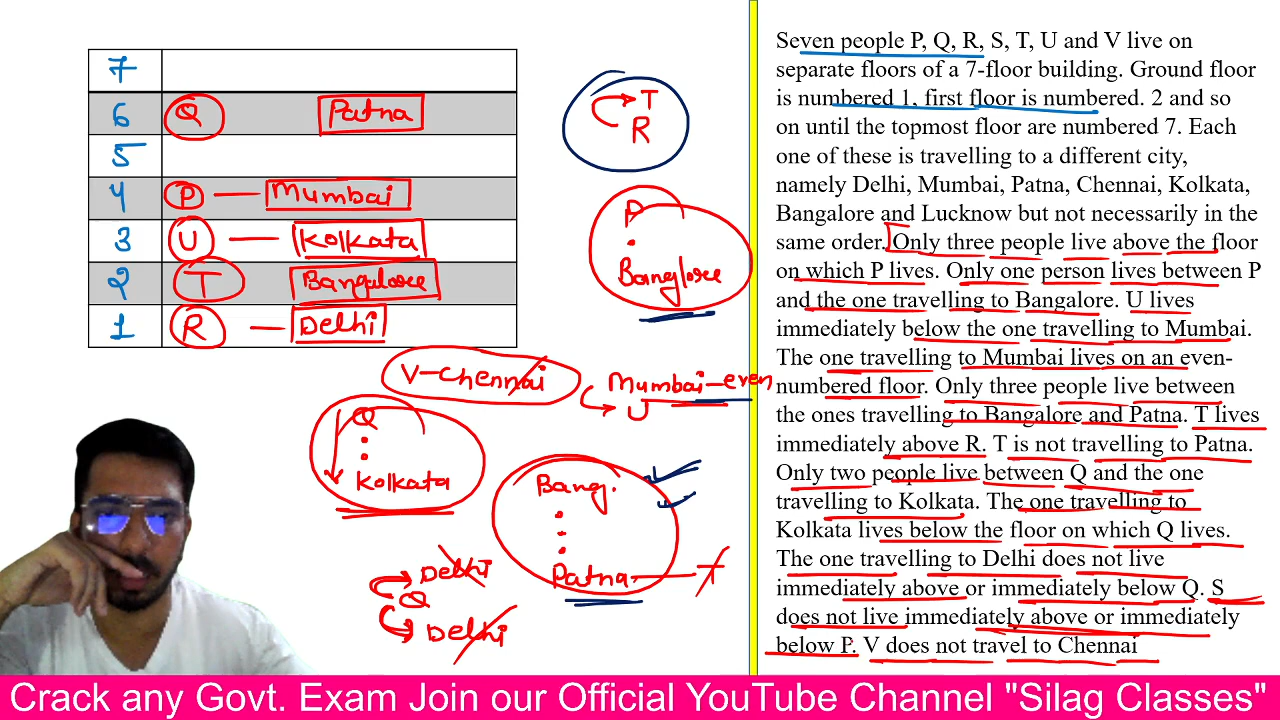 7
6 Q Patna
5
4 P — Mumbai
3 U — Kolkata
2 T Bangalore
1 R — Delhi
T
R
P
Banglore
V-Chennai
Mumbai-even
U
Q
Kolkata
Bang.
Patna
T
Delhi
Q
Delhi
Seven people P, Q, R, S, T, U and V live on
separate floors of a 7-floor building. Ground floor
is numbered 1, first floor is numbered. 2 and so
on until the topmost floor are numbered 7. Each
one of these is travelling to a different city,
namely Delhi, Mumbai, Patna, Chennai, Kolkata,
Bangalore and Lucknow but not necessarily in the
same order. Only three people live above the floor
on which P lives. Only one person lives between P
and the one travelling to Bangalore. U lives
immediately below the one travelling to Mumbai.
The one travelling to Mumbai lives on an even-
numbered floor. Only three people live between
the ones travelling to Bangalore and Patna. T lives
immediately above R. T is not travelling to Patna.
Only two people live between Q and the one
travelling to Kolkata. The one travelling to
Kolkata lives below the floor on which Q lives.
The one travelling to Delhi does not live
immediately above or immediately below Q. S
does not live immediately above or immediately
below P. V does not travel to Chennai
Crack any Govt. Exam Join our Official YouTube Channel "Silag Classes"